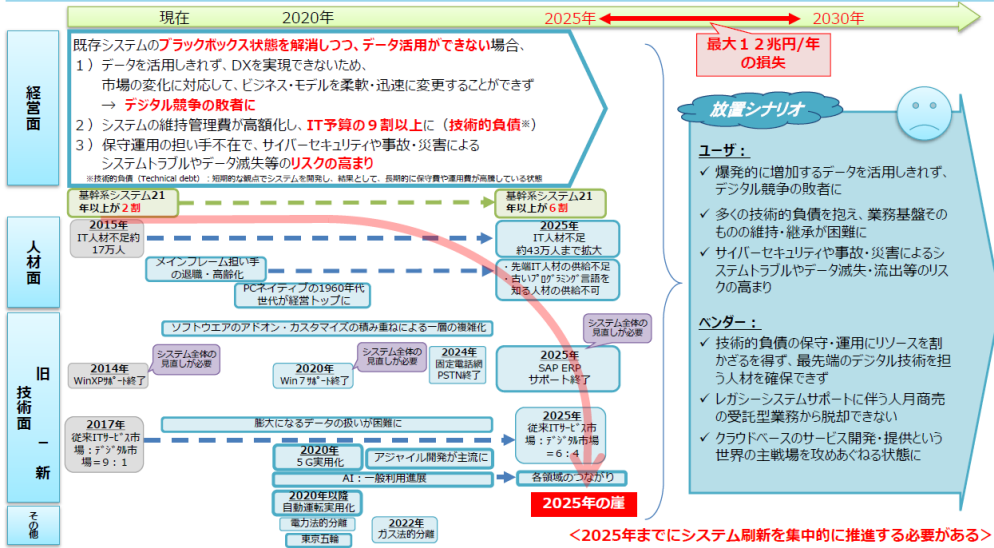 現在
2020年
2025年
2030年
最大12兆円/年
の損失
経営面
既存システムのブラックボックス状態を解消しつつ、データ活用ができない場合、
1）データを活用しきれず、DXを実現できないため、
市場の変化に対応して、ビジネス・モデルを柔軟・迅速に変更することができず
→ デジタル競争の敗者に
2）システムの維持管理費が高額化し、IT予算の9割以上に（技術的負債※）
3）保守運用の担い手不在で、サイバーセキュリティや事故・災害による
システムトラブルやデータ滅失等のリスクの高まり
※技術的負債（Technical debt）：短期的な観点でシステムを開発し、結果として、長期的に保守費や運用費が高騰している状態
基幹系システム21
年以上が2割
基幹系システム21
年以上が6割
人材面
2015年
IT人材不足約
17万人
2025年
IT人材不足
約43万人まで拡大
メインフレーム担い手
の退職・高齢化
・先端IT人材の供給不足
・古いプログラミング言語を
知る人材の供給不可
PCネイティブの1960年代
世代が経営トップに
技術面
旧
－
新
ソフトウエアのアドオン・カスタマイズの積み重ねによる一層の複雑化
システム全体の
見直しが必要
システム全体の
見直しが必要
システム全体の
見直しが必要
2014年
WinXPサポート終了
2020年
Win7サポート終了
2024年
固定電話網
PSTN終了
2025年
SAP ERP
サポート終了
2017年
従来ITサービス市
場：デジタル市
場＝9：1
膨大になるデータの扱いが困難に
2025年
従来ITサービス市
場：デジタル市場
＝6：4
2020年
5G実用化
アジャイル開発が主流に
AI：一般利用進展
各領域のつながり
2020年以降
自動運転実用化
2025年の崖
その他
電力法的分離
2022年
ガス法的分離
東京五輪
放置シナリオ
ユーザ：
✓ 爆発的に増加するデータを活用しきれず、
デジタル競争の敗者に
✓ 多くの技術的負債を抱え、業務基盤その
ものの維持・継承が困難に
✓ サイバーセキュリティや事故・災害によるシ
ステムトラブルやデータ滅失・流出等のリス
クの高まり
ベンダー：
✓ 技術的負債の保守・運用にリソースを割
かざるを得ず、最先端のデジタル技術を担
う人材を確保できず
✓ レガシーシステムサポートに伴う人月商売
の受託型業務から脱却できない
✓ クラウドベースのサービス開発・提供という
世界の主戦場を攻めあぐねる状態に
＜2025年までにシステム刷新を集中的に推進する必要がある＞